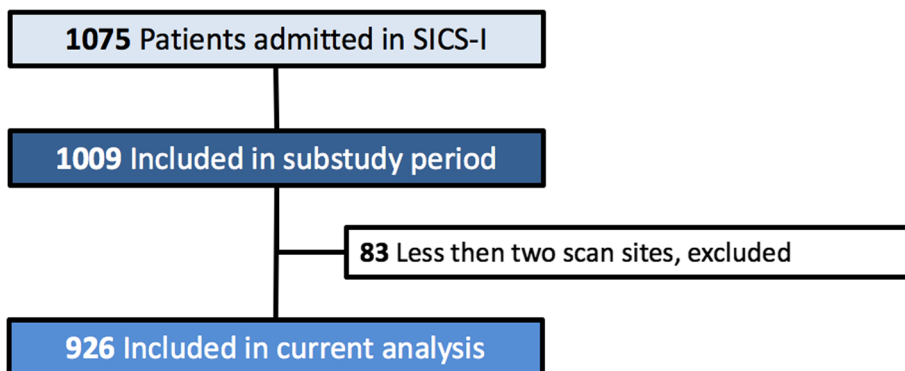 1075 Patients admitted in SICS-I
1009 Included in substudy period
83 Less then two scan sites, excluded
926 Included in current analysis